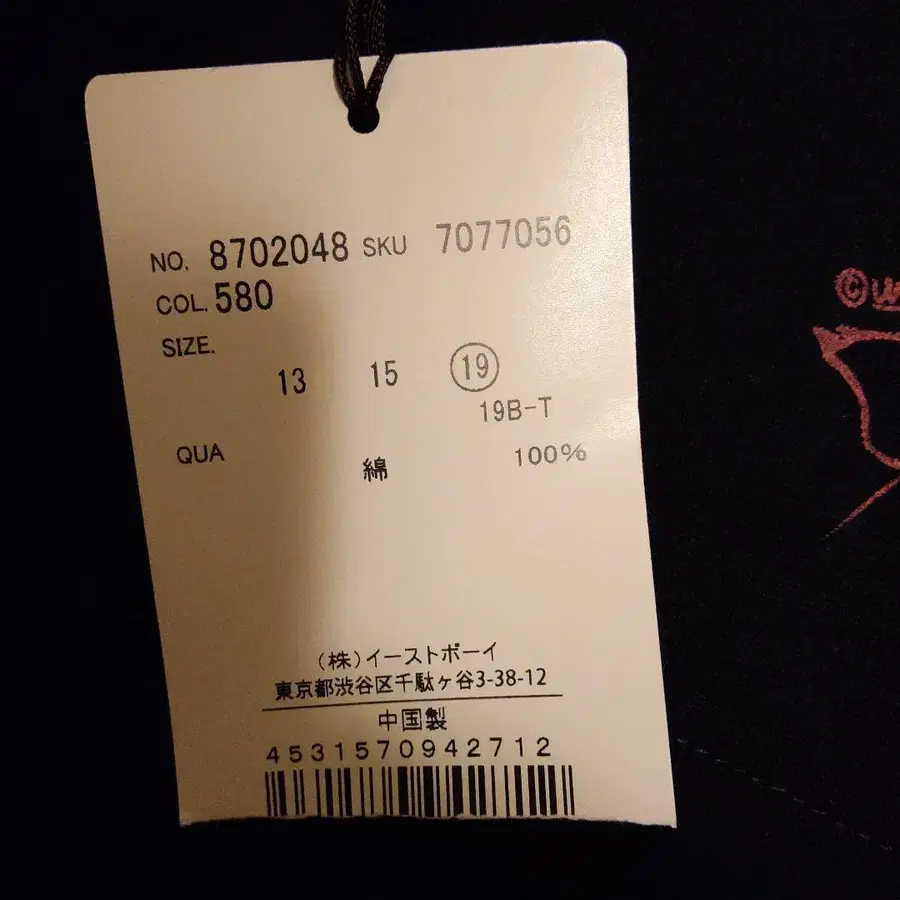 NO. 8702048 SKU 7077056
COL. 580
SIZE.
13 15 19
19B-T
QUA 綿 100%
(株)イーストボーイ
東京都渋谷区千駄ヶ谷3-38-12
中国製
4531570942712
©